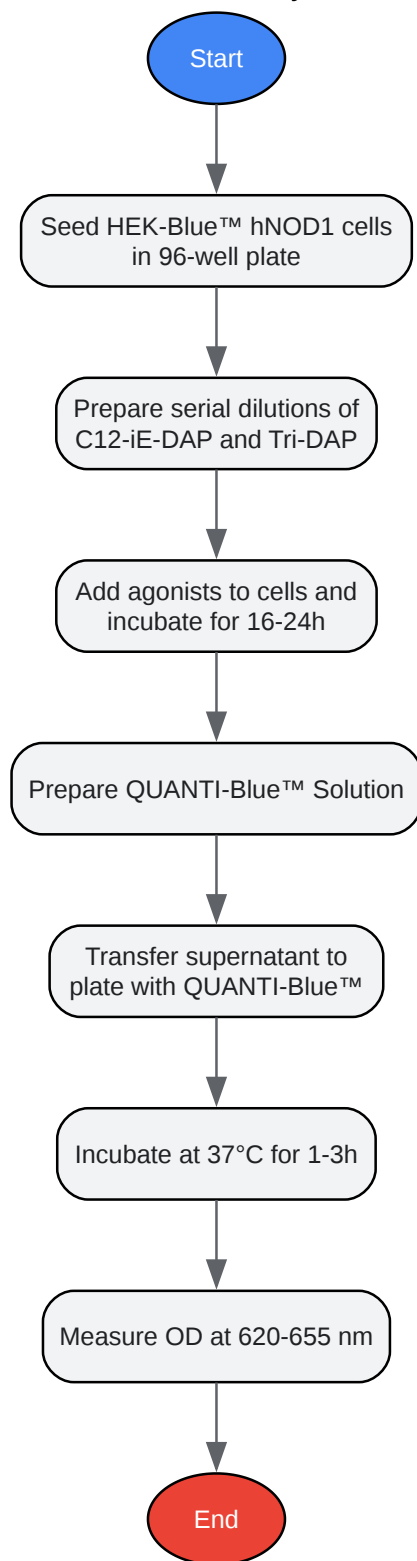 Start
Seed HEK-Blue™ hNOD1 cells
in 96-well plate
Prepare serial dilutions of
C12-iE-DAP and Tri-DAP
Add agonists to cells and
incubate for 16-24h
Prepare QUANTI-Blue™ Solution
Transfer supernatant to
plate with QUANTI-Blue™
Incubate at 37°C for 1-3h
Measure OD at 620-655 nm
End